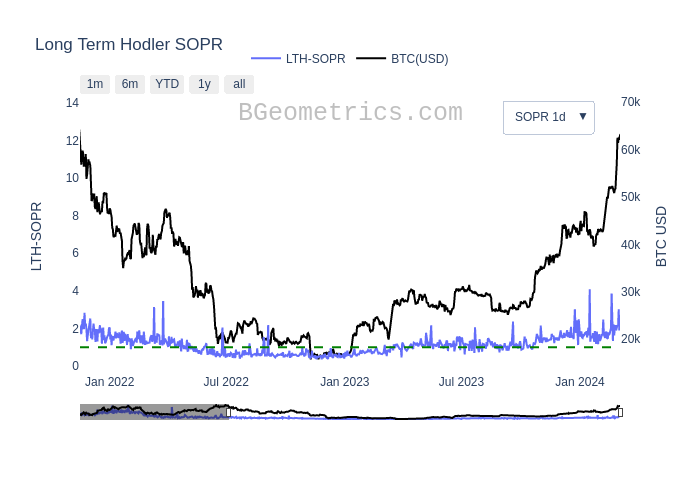 Long Term Hodler SOPR
LTH-SOPR
BTC(USD)
1m
6m
YTD
1y
all
BGeometrics.com
SOPR 1d ▼
14
12
10
8
6
4
2
0
LTH-SOPR
70k
60k
50k
40k
30k
20k
BTC USD
Jan 2022
Jul 2022
Jan 2023
Jul 2023
Jan 2024